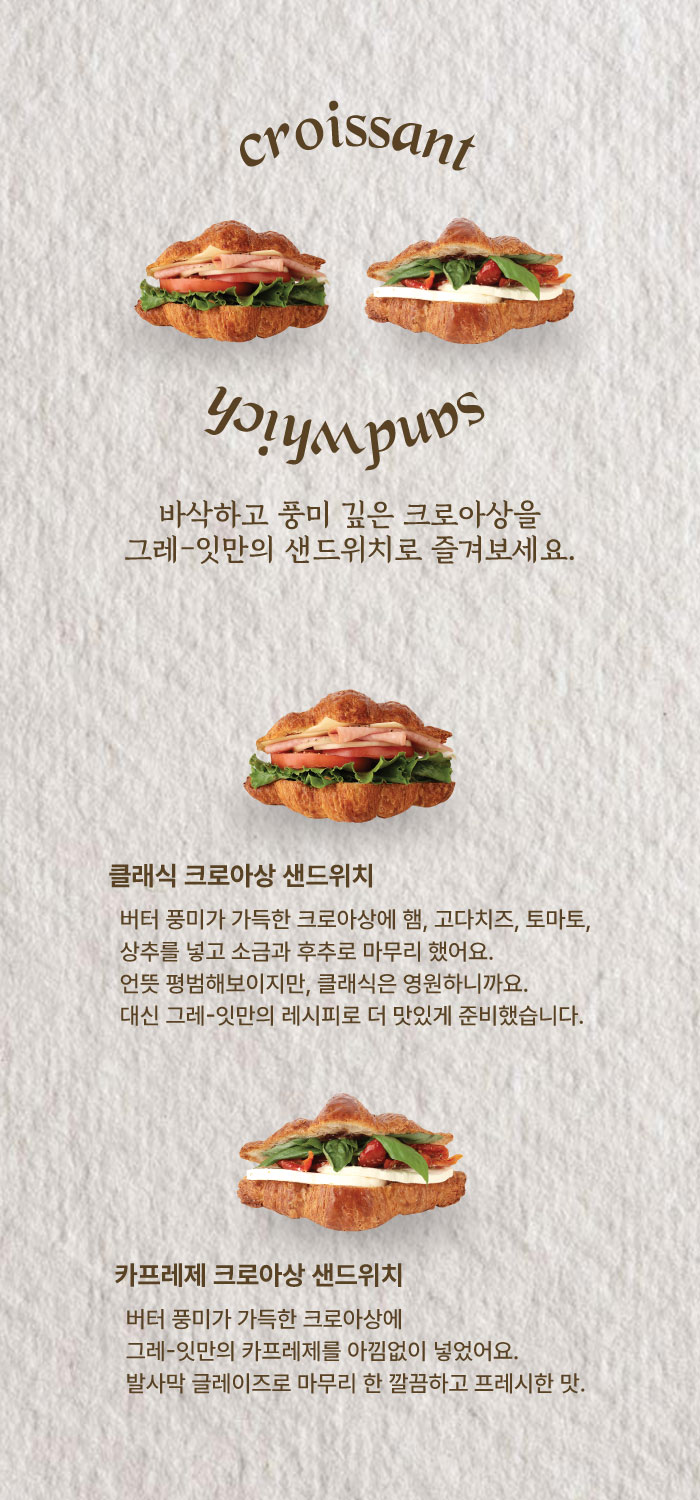 croissant
sandwhich
바삭하고 풍미 깊은 크로아상을
그레-잇만의 샌드위치로 즐겨보세요.
클래식 크로아상 샌드위치
버터 풍미가 가득한 크로아상에 햄, 고다치즈, 토마토,
상추를 넣고 소금과 후추로 마무리 했어요.
언뜻 평범해보이지만, 클래식은 영원하니까요.
대신 그레-잇만의 레시피로 더 맛있게 준비했습니다.
카프레제 크로아상 샌드위치
버터 풍미가 가득한 크로아상에
그레-잇만의 카프레제를 아낌없이 넣었어요.
발사막 글레이즈로 마무리 한 깔끔하고 프레시한 맛.